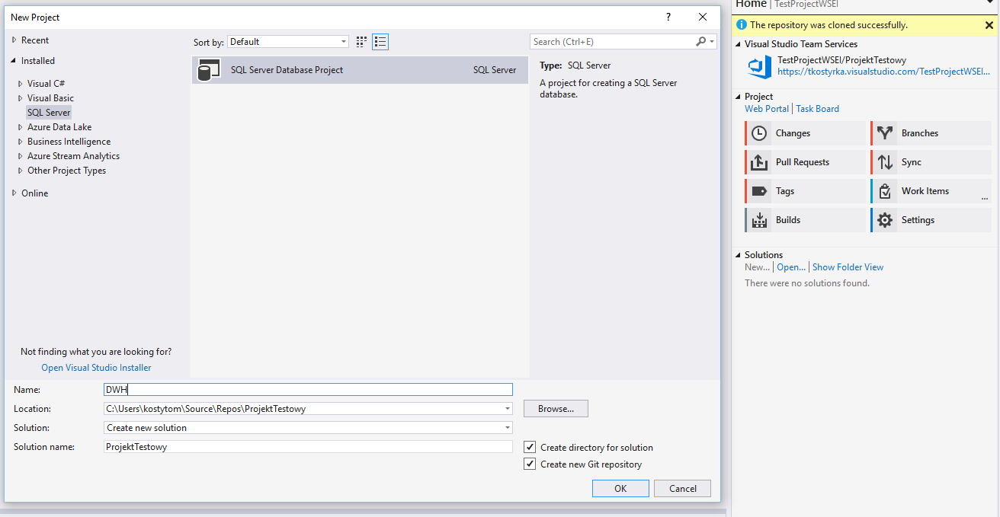 New Project
?
Recent
Installed
Visual C#
Visual Basic
SQL Server
Azure Data Lake
Business Intelligence
Azure Stream Analytics
Other Project Types
Online
Not finding what you are looking for?
Open Visual Studio Installer
Sort by: Default
SQL Server Database Project SQL Server
Search (Ctrl+E)
Type: SQL Server
A project for creating a SQL Server
database.
Name: DWH
Location: C:\Users\kostytom\Source\Repos\ProjektTestowy
Browse...
Solution: Create new solution
Solution name: ProjektTestowy
Create directory for solution
Create new Git repository
OK Cancel
Home | TestProjectWSEI
The repository was cloned successfully.
Visual Studio Team Services
TestProjectWSEI/ProjektTestowy
https://tkostyrka.visualstudio.com/TestProjectWSEI...
Project
Web Portal | Task Board
Changes Branches
Pull Requests Sync
Tags Work Items ...
Builds Settings
Solutions
New... | Open... | Show Folder View
There were no solutions found.